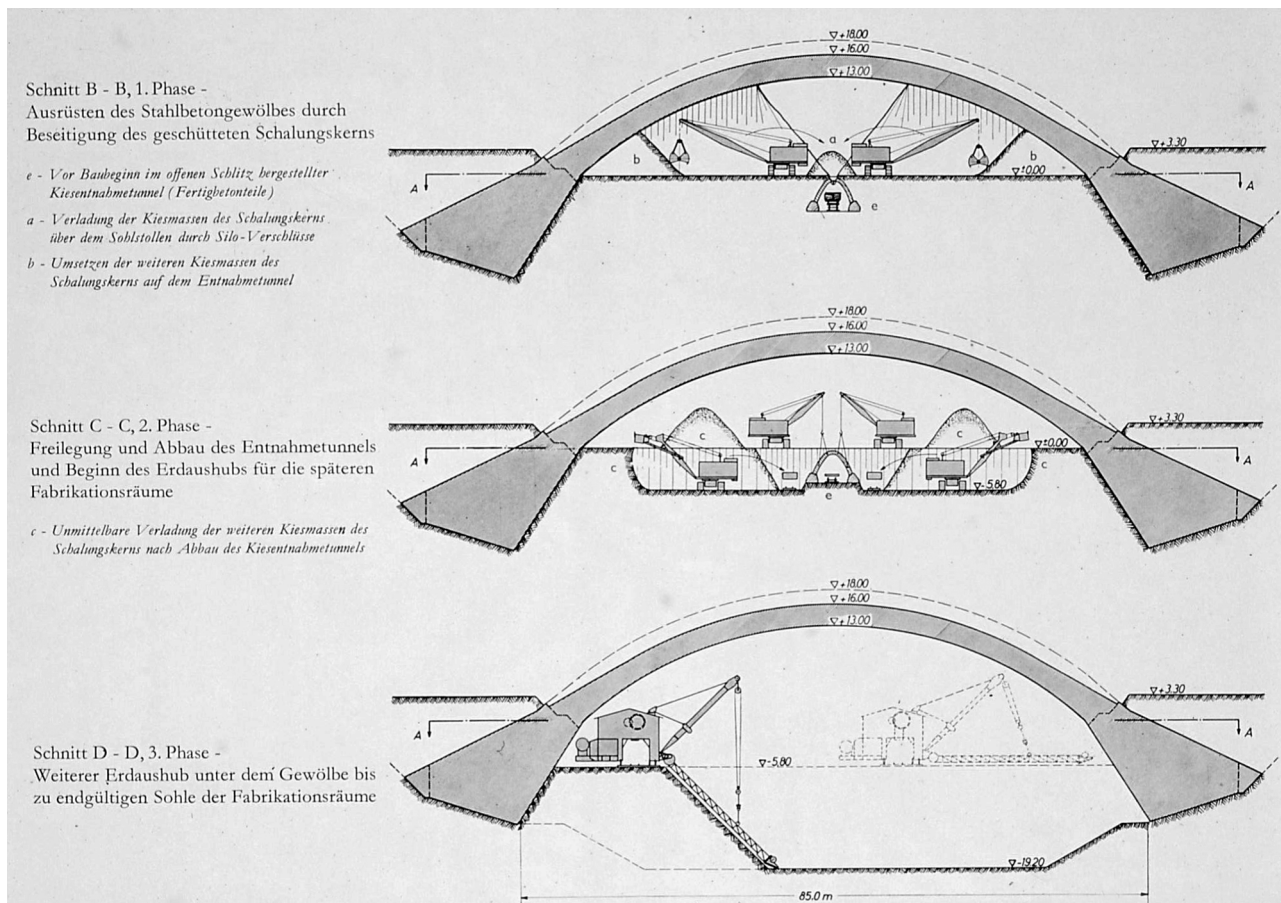 Schnitt B - B, 1. Phase -
Ausrüsten des Stahlbetongewölbes durch
Beseitigung des geschütteten Schalungskerns
e - Vor Baubeginn im offenen Schlitz hergestellter
Kiesentnahmetunnel (Fertigbetonteile)
a - Verladung der Kiesmassen des Schalungskerns
über dem Sohlstollen durch Silo-Verschlüsse
b - Umsetzen der weiteren Kiesmassen des
Schalungskerns auf dem Entnahmetunnel
+18.00
+16.00
+13.00
a
b
b
+3.30
±0.00
A
A
e
Schnitt C - C, 2. Phase -
Freilegung und Abbau des Entnahmetunnels
und Beginn des Erdaushubs für die späteren
Fabrikationsräume
c - Unmittelbare Verladung der weiteren Kiesmassen des
Schalungskerns nach Abbau des Kiesentnahmetunnels
+18.00
+16.00
+13.00
+3.30
c
c
±0.00
A
c
c
A
-5.80
e
Schnitt D - D, 3. Phase -
Weiterer Erdaushub unter dem Gewölbe bis
zu endgültigen Sohle der Fabrikationsräume
+18.00
+16.00
+13.00
+3.30
A
A
-5.80
-19.20
85.0 m